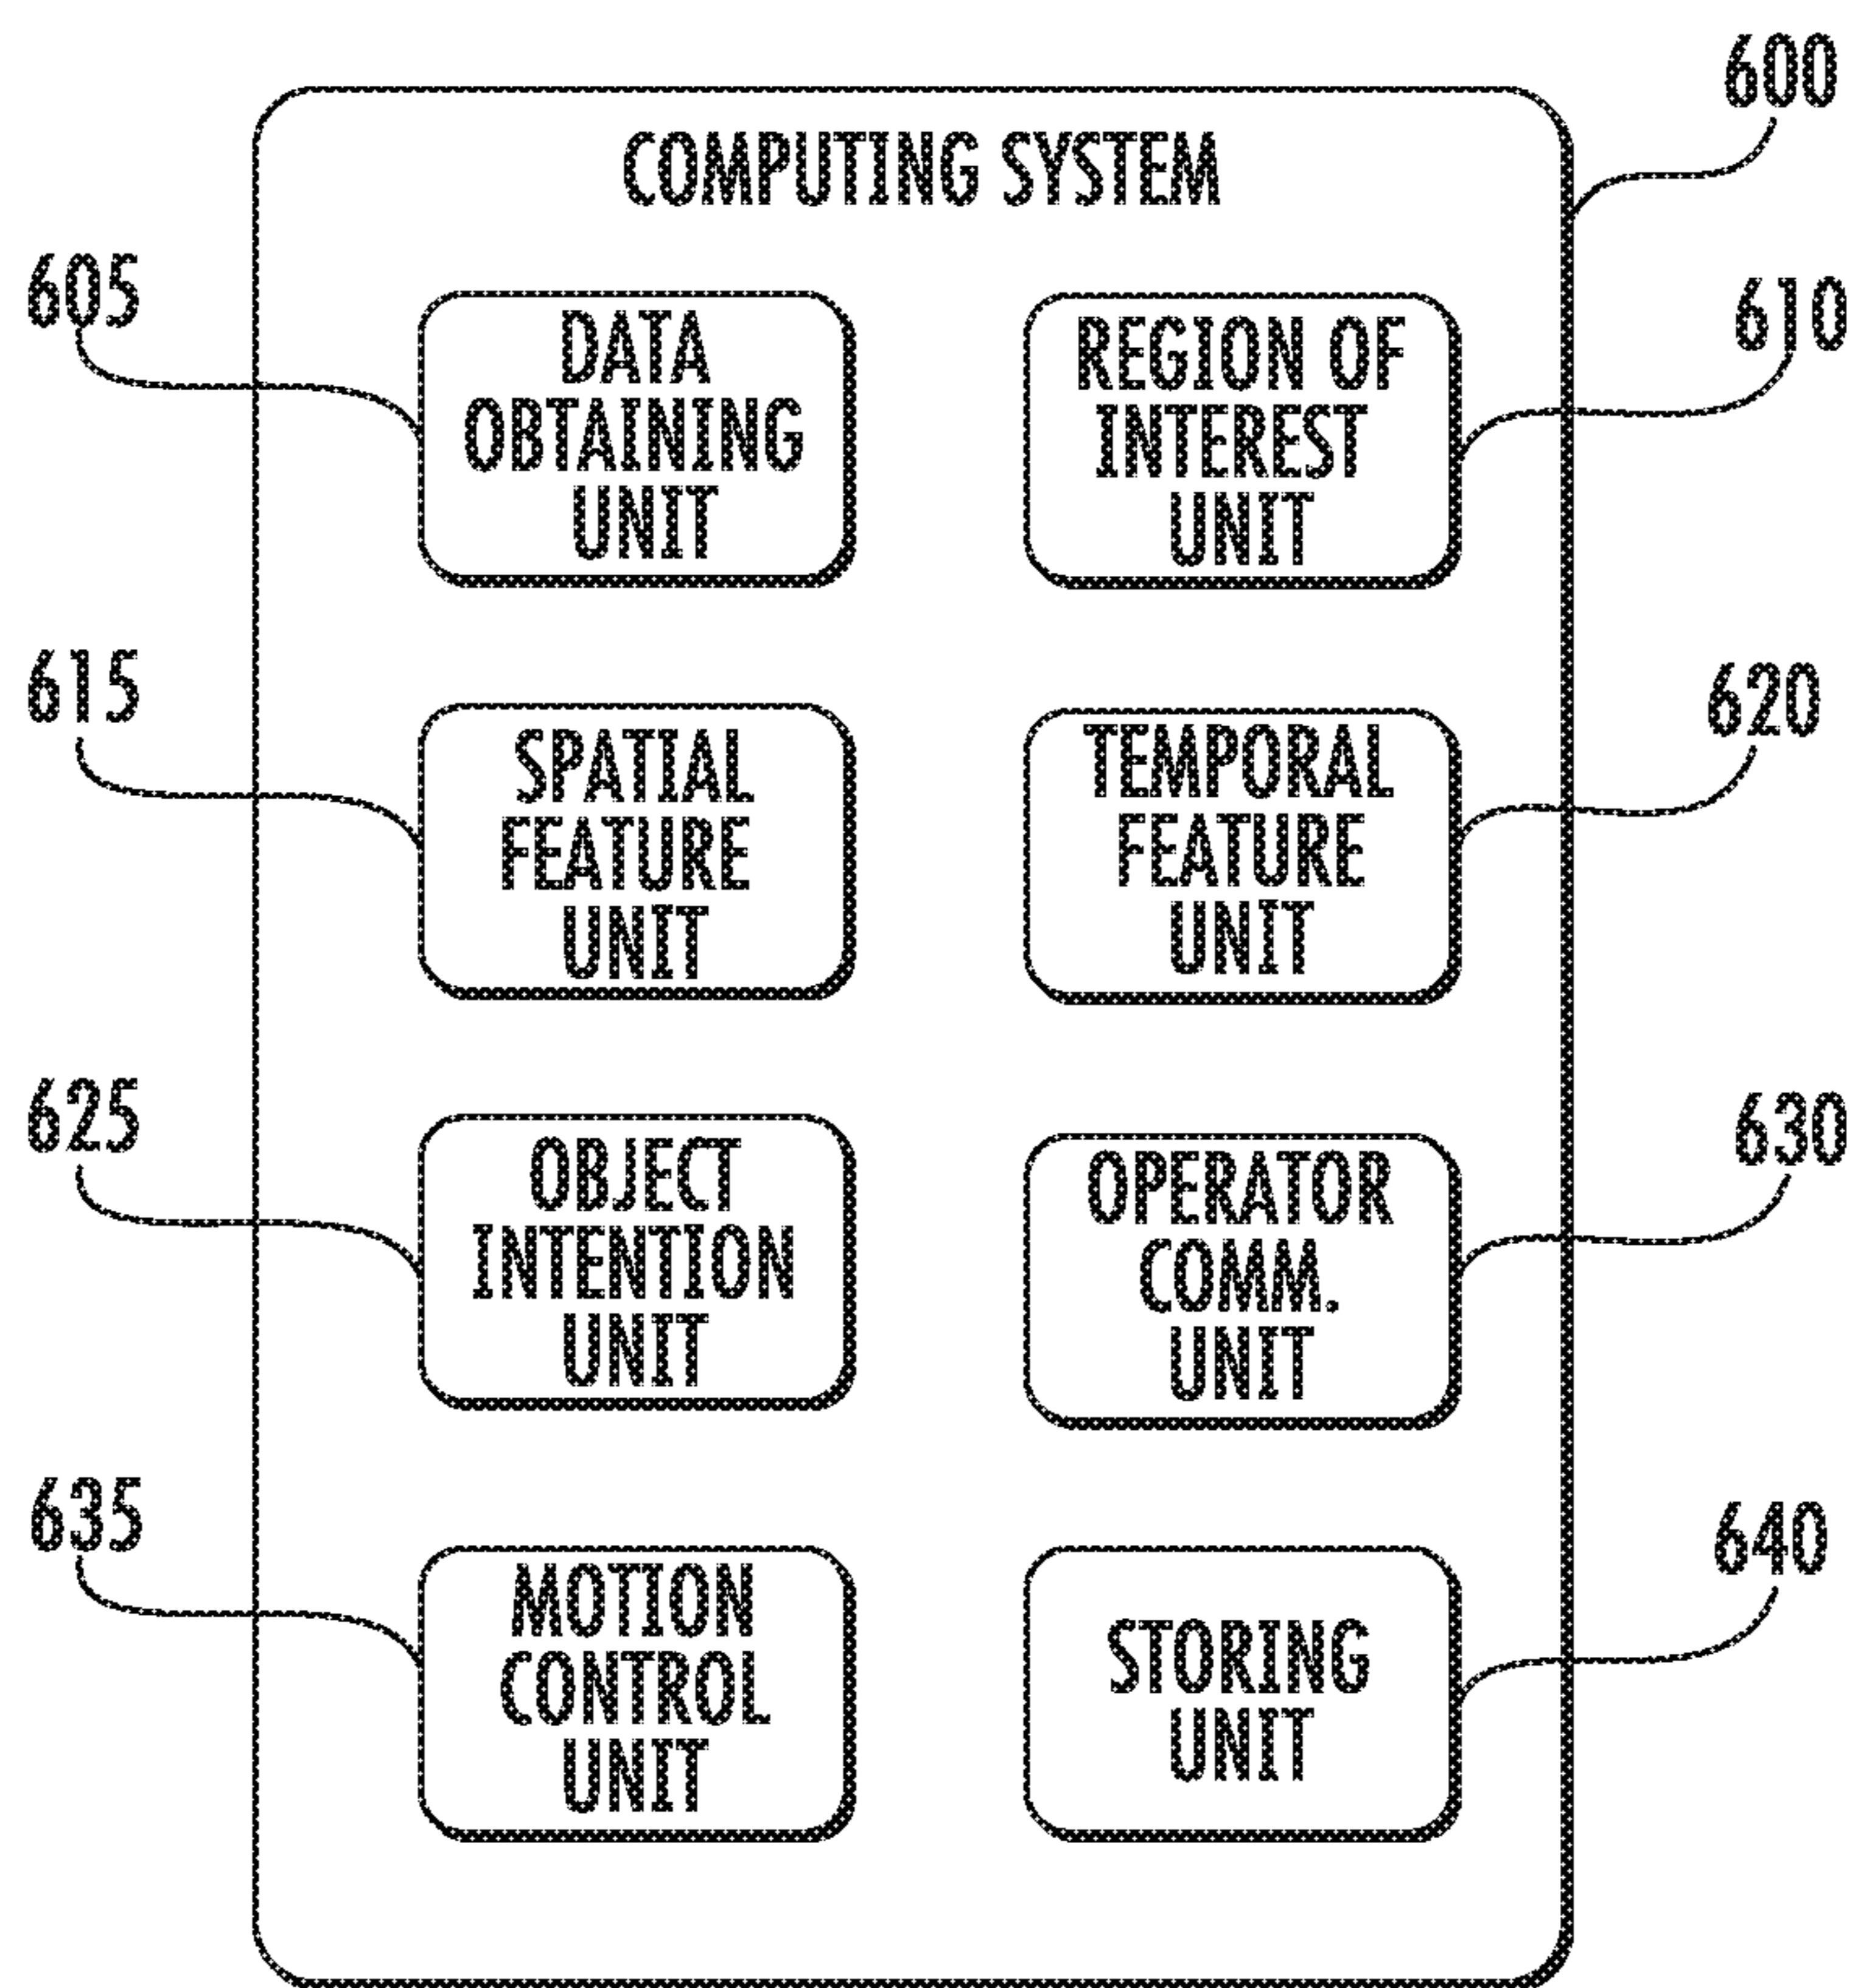 600
COMPUTING SYSTEM
605
DATA
OBTAINING
UNIT
REGION OF
INTEREST
UNIT
610
615
SPATIAL
FEATURE
UNIT
TEMPORAL
FEATURE
UNIT
620
625
OBJECT
INTENTION
UNIT
OPERATOR
COMM.
UNIT
630
635
MOTION
CONTROL
UNIT
STORING
UNIT
640